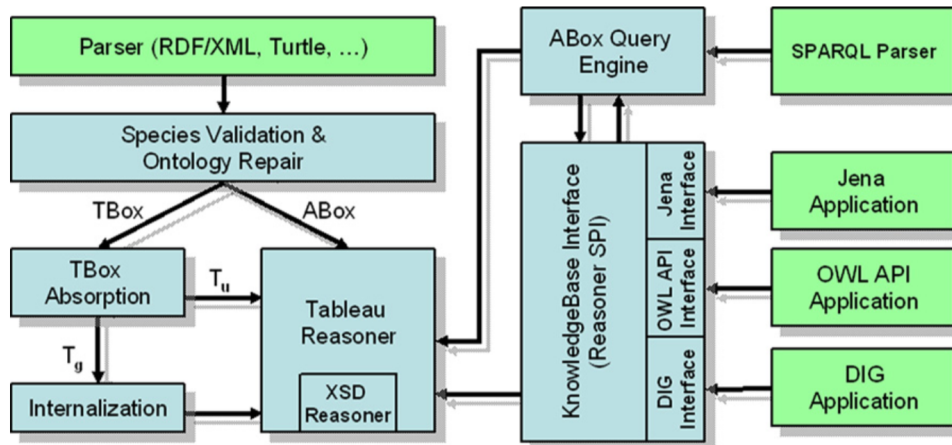 Parser (RDF/XML, Turtle, …)
Species Validation &
Ontology Repair
TBox
ABox
TBox
Absorption
T_u
Tableau
Reasoner
T_g
Internalization
XSD
Reasoner
ABox Query
Engine
SPARQL Parser
KnowledgeBase Interface
(Reasoner SPI)
Jena
Interface
OWL API
Interface
DIG
Interface
Jena
Application
OWL API
Application
DIG
Application